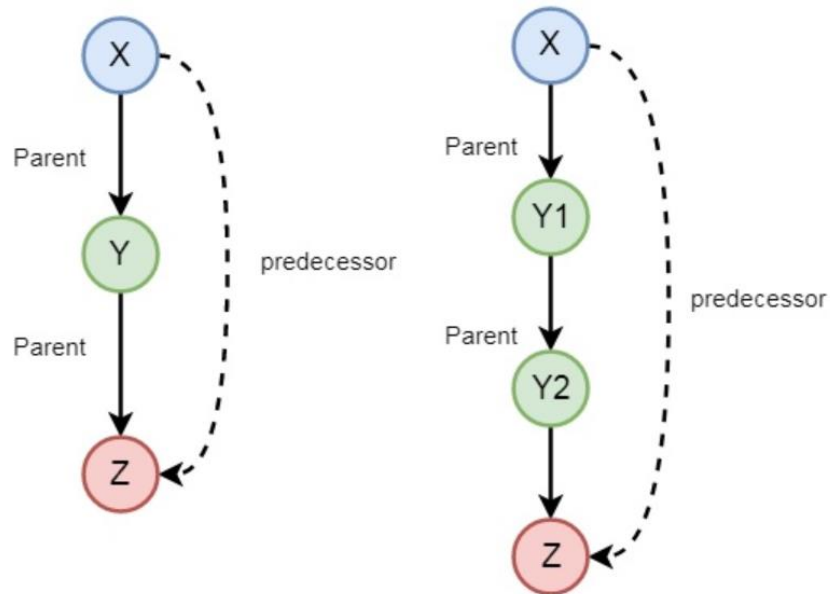 X
Parent
Y
predecessor
Parent
Z
X
Parent
Y1
predecessor
Parent
Y2
Z